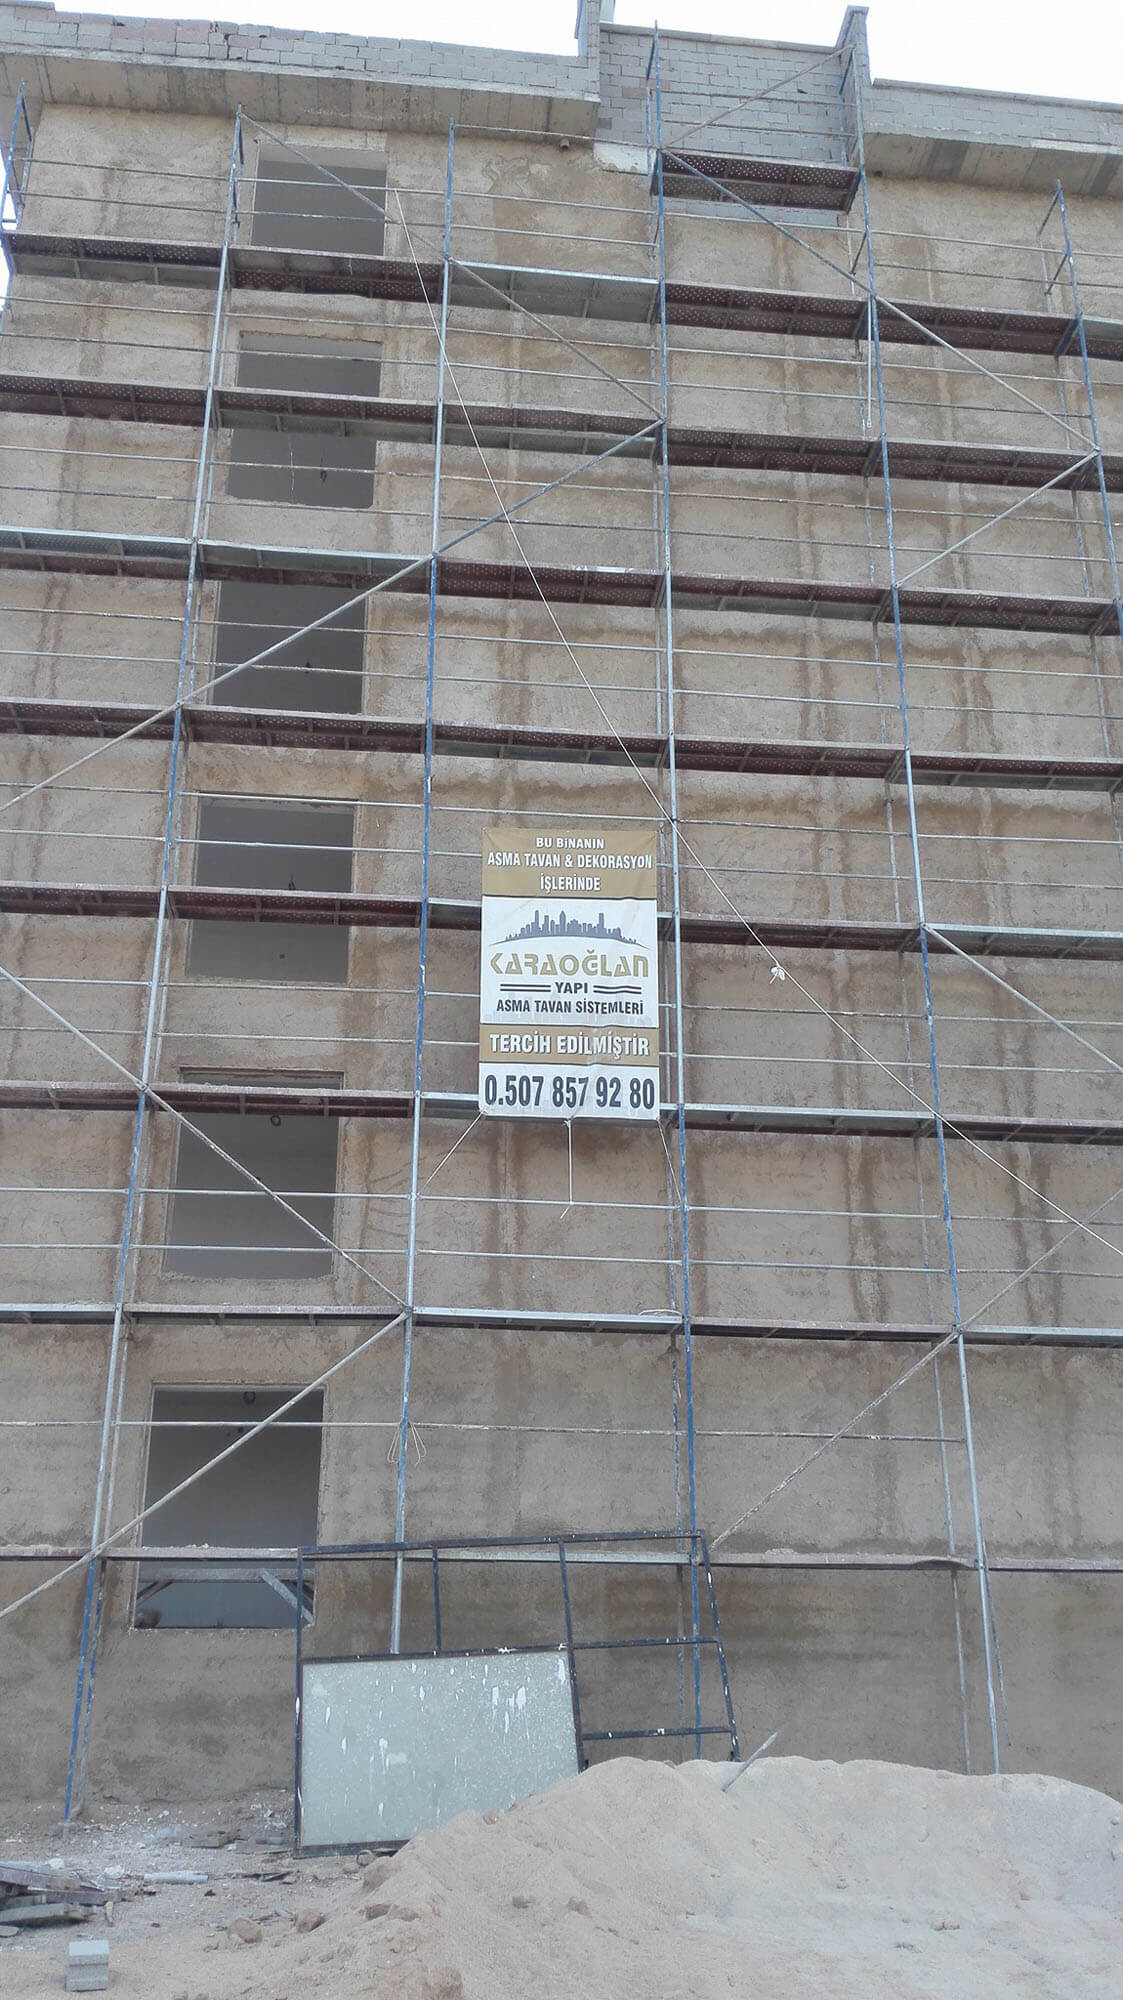 BU BİNANIN
ASMA TAVAN & DEKORASYON
İŞLERİNDE
KARAOĞLAN
YAPI
ASMA TAVAN SİSTEMLERİ
TERCİH EDİLMİŞTİR
0.507 857 92 80